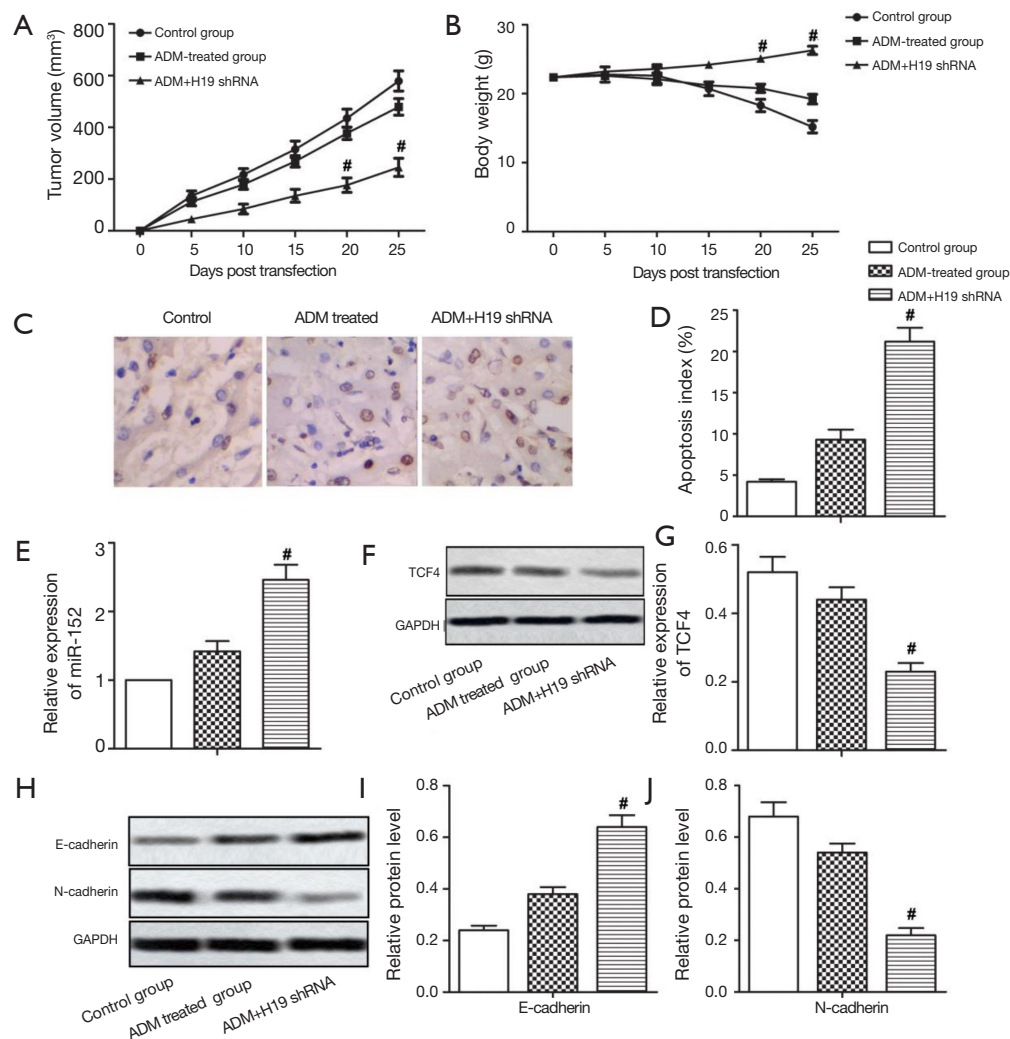 A
Tumor volume (mm³)
800
600
400
200
0
Control group
ADM-treated group
ADM+H19 shRNA
#
#
0 5 10 15 20 25
Days post transfection
B
Body weight (g)
30
20
10
0
#
#
Control group
ADM-treated group
ADM+H19 shRNA
0 5 10 15 20 25
Days post transfection
C
Control ADM treated ADM+H19 shRNA
Control group
ADM-treated group
ADM+H19 shRNA
D
Apoptosis index (%)
25
20
15
10
5
0
#
E
Relative expression
of miR-152
3
2
1
0
#
F
TCF4
GAPDH
Control group
ADM treated group
ADM+H19 shRNA
G
Relative expression
of TCF4
0.6
0.4
0.2
0.0
#
H
E-cadherin
N-cadherin
GAPDH
Control group
ADM treated group
ADM+H19 shRNA
I
Relative protein level
0.8
0.6
0.4
0.2
0.0
#
E-cadherin
J
Relative protein level
0.8
0.6
0.4
0.2
0.0
#
N-cadherin